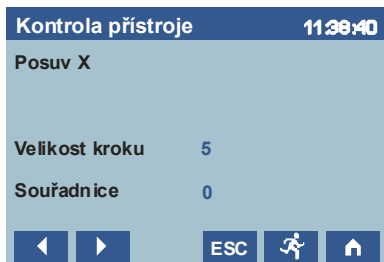 Kontrola přístroje 11:38:40
Posuv X
Velikost kroku 5
Souřadnice 0
ESC